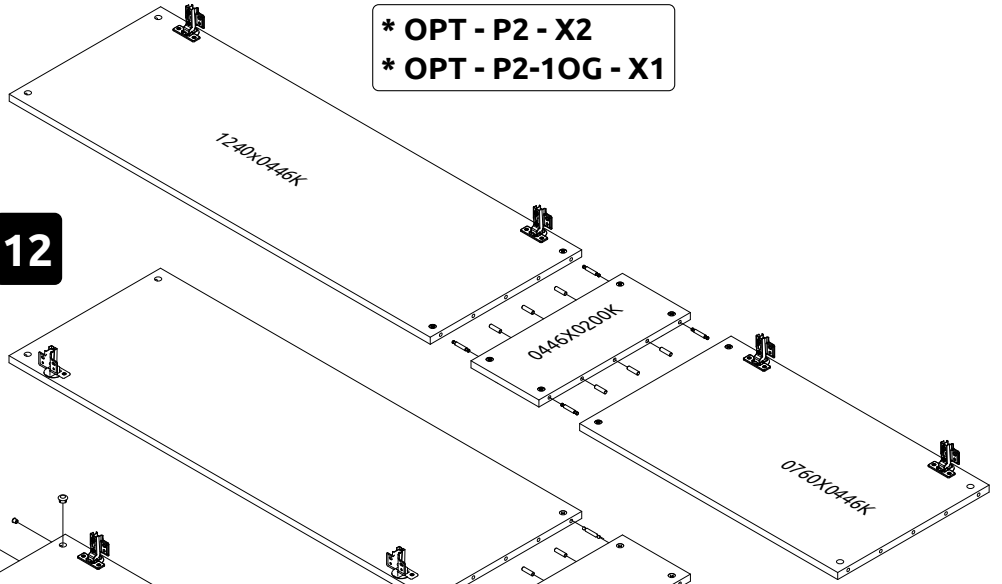 * OPT - P2 - X2
* OPT - P2-1OG - X1
1240x0446K
12
0446X0200K
0760X0446K